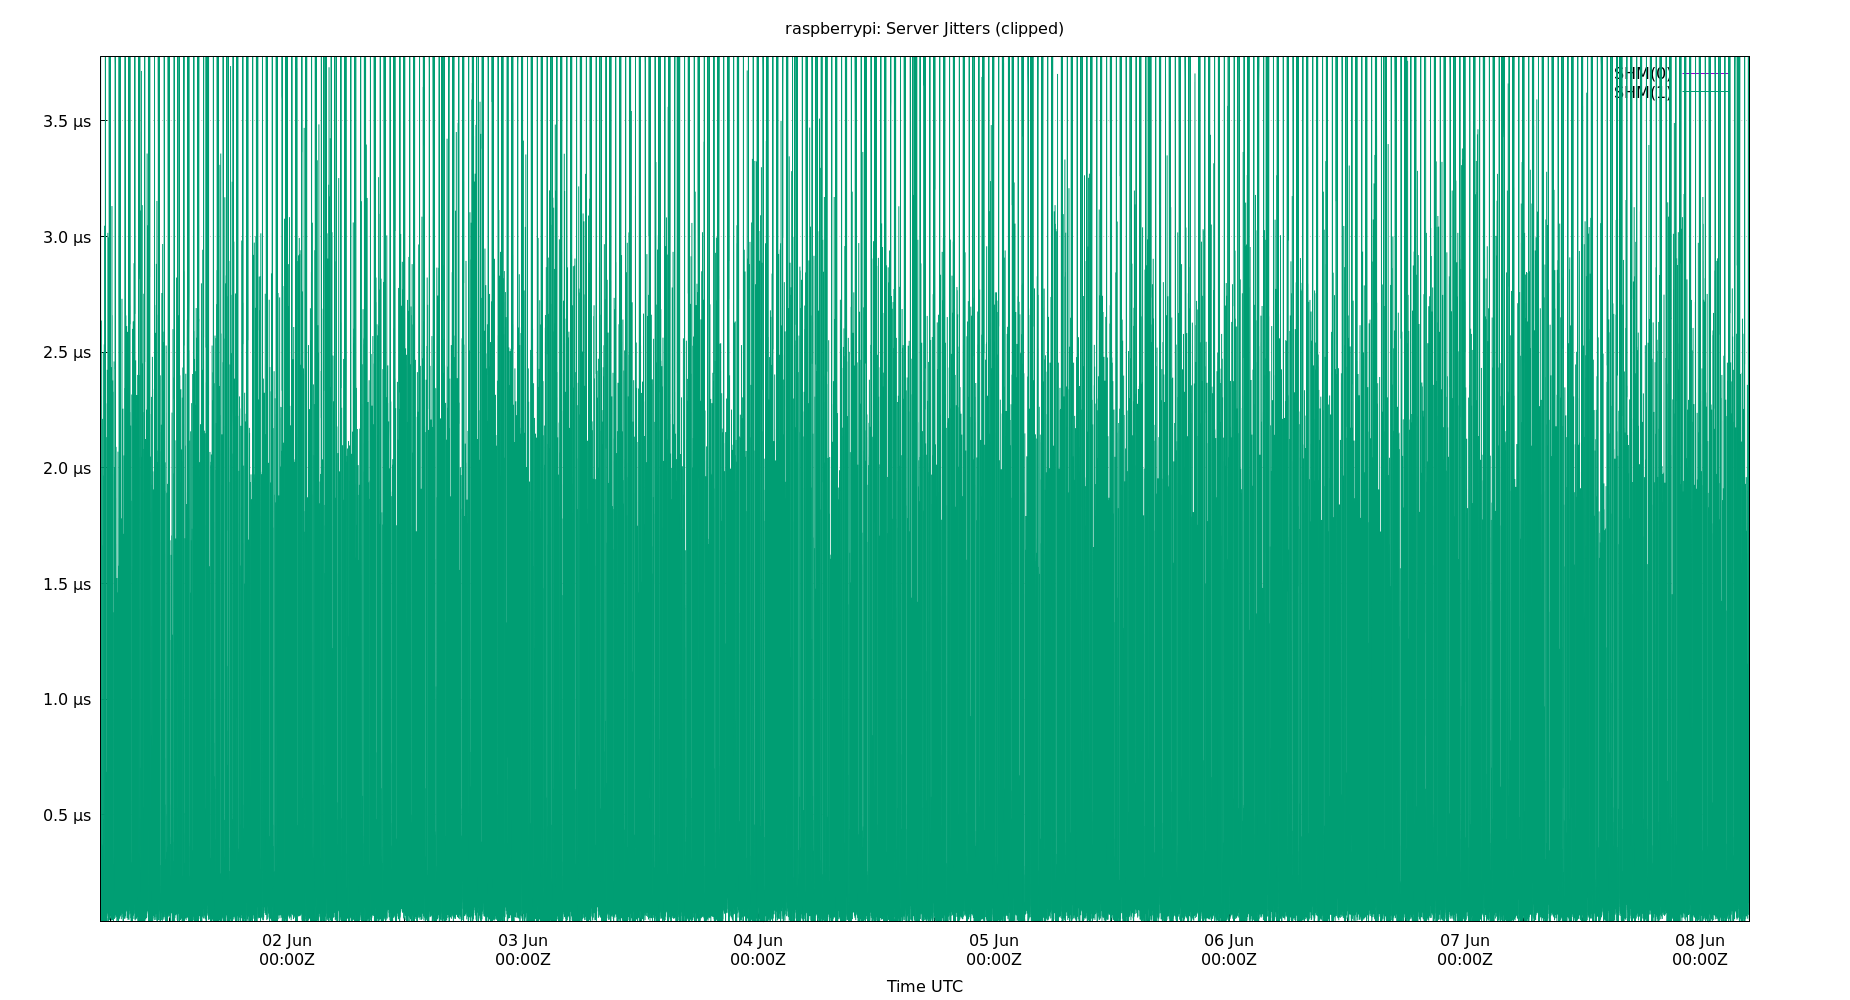 raspberrypi: Server Jitters (clipped)
SHM(0)
SHM(1)
3.5 µs
3.0 µs
2.5 µs
2.0 µs
1.5 µs
1.0 µs
0.5 µs
02 Jun 03 Jun 04 Jun 05 Jun 06 Jun 07 Jun 08 Jun
00:00Z 00:00Z 00:00Z 00:00Z 00:00Z 00:00Z 00:00Z
Time UTC